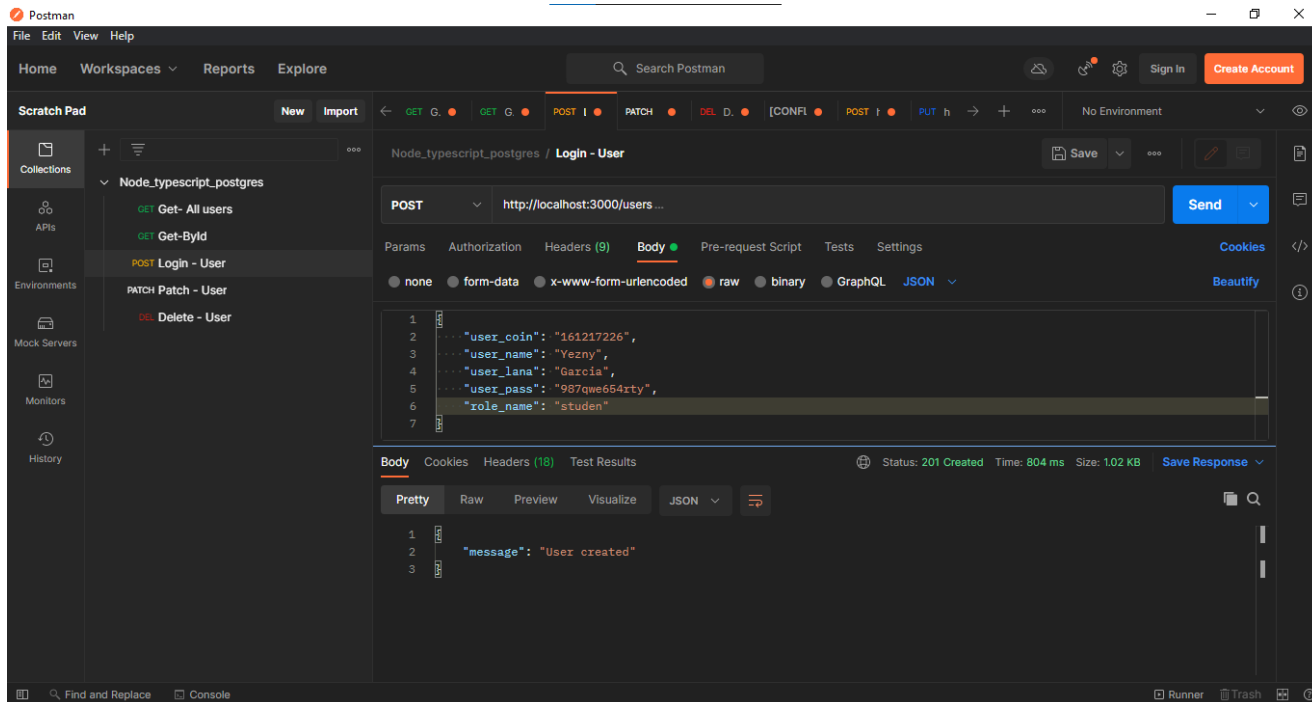 Postman
File Edit View Help
Home Workspaces Reports Explore Search Postman Sign In Create Account
Scratch Pad New Import GET G. GET G. POST PATCH DEL D. [CONFL POST PUT h No Environment
Collections
APIs
Environments
Mock Servers
Monitors
History
Node_typescript_postgres
GET Get- All users
GET Get-ById
POST Login - User
PATCH Patch - User
DEL Delete - User
Node_typescript_postgres / Login - User Save
POST http://localhost:3000/users... Send
Params Authorization Headers (9) Body Pre-request Script Tests Settings Cookies
none form-data x-www-form-urlencoded raw binary GraphQL JSON Beautify
1 {
2 "user_coin": "161217226",
3 "user_name": "Yezny",
4 "user_lana": "Garcia",
5 "user_pass": "987qwe654rty",
6 "role_name": "studen"
7 }
Body Cookies Headers (18) Test Results Status: 201 Created Time: 804 ms Size: 1.02 KB Save Response
Pretty Raw Preview Visualize JSON
1 {
2 "message": "User created"
3 }
Find and Replace Console Runner Trash